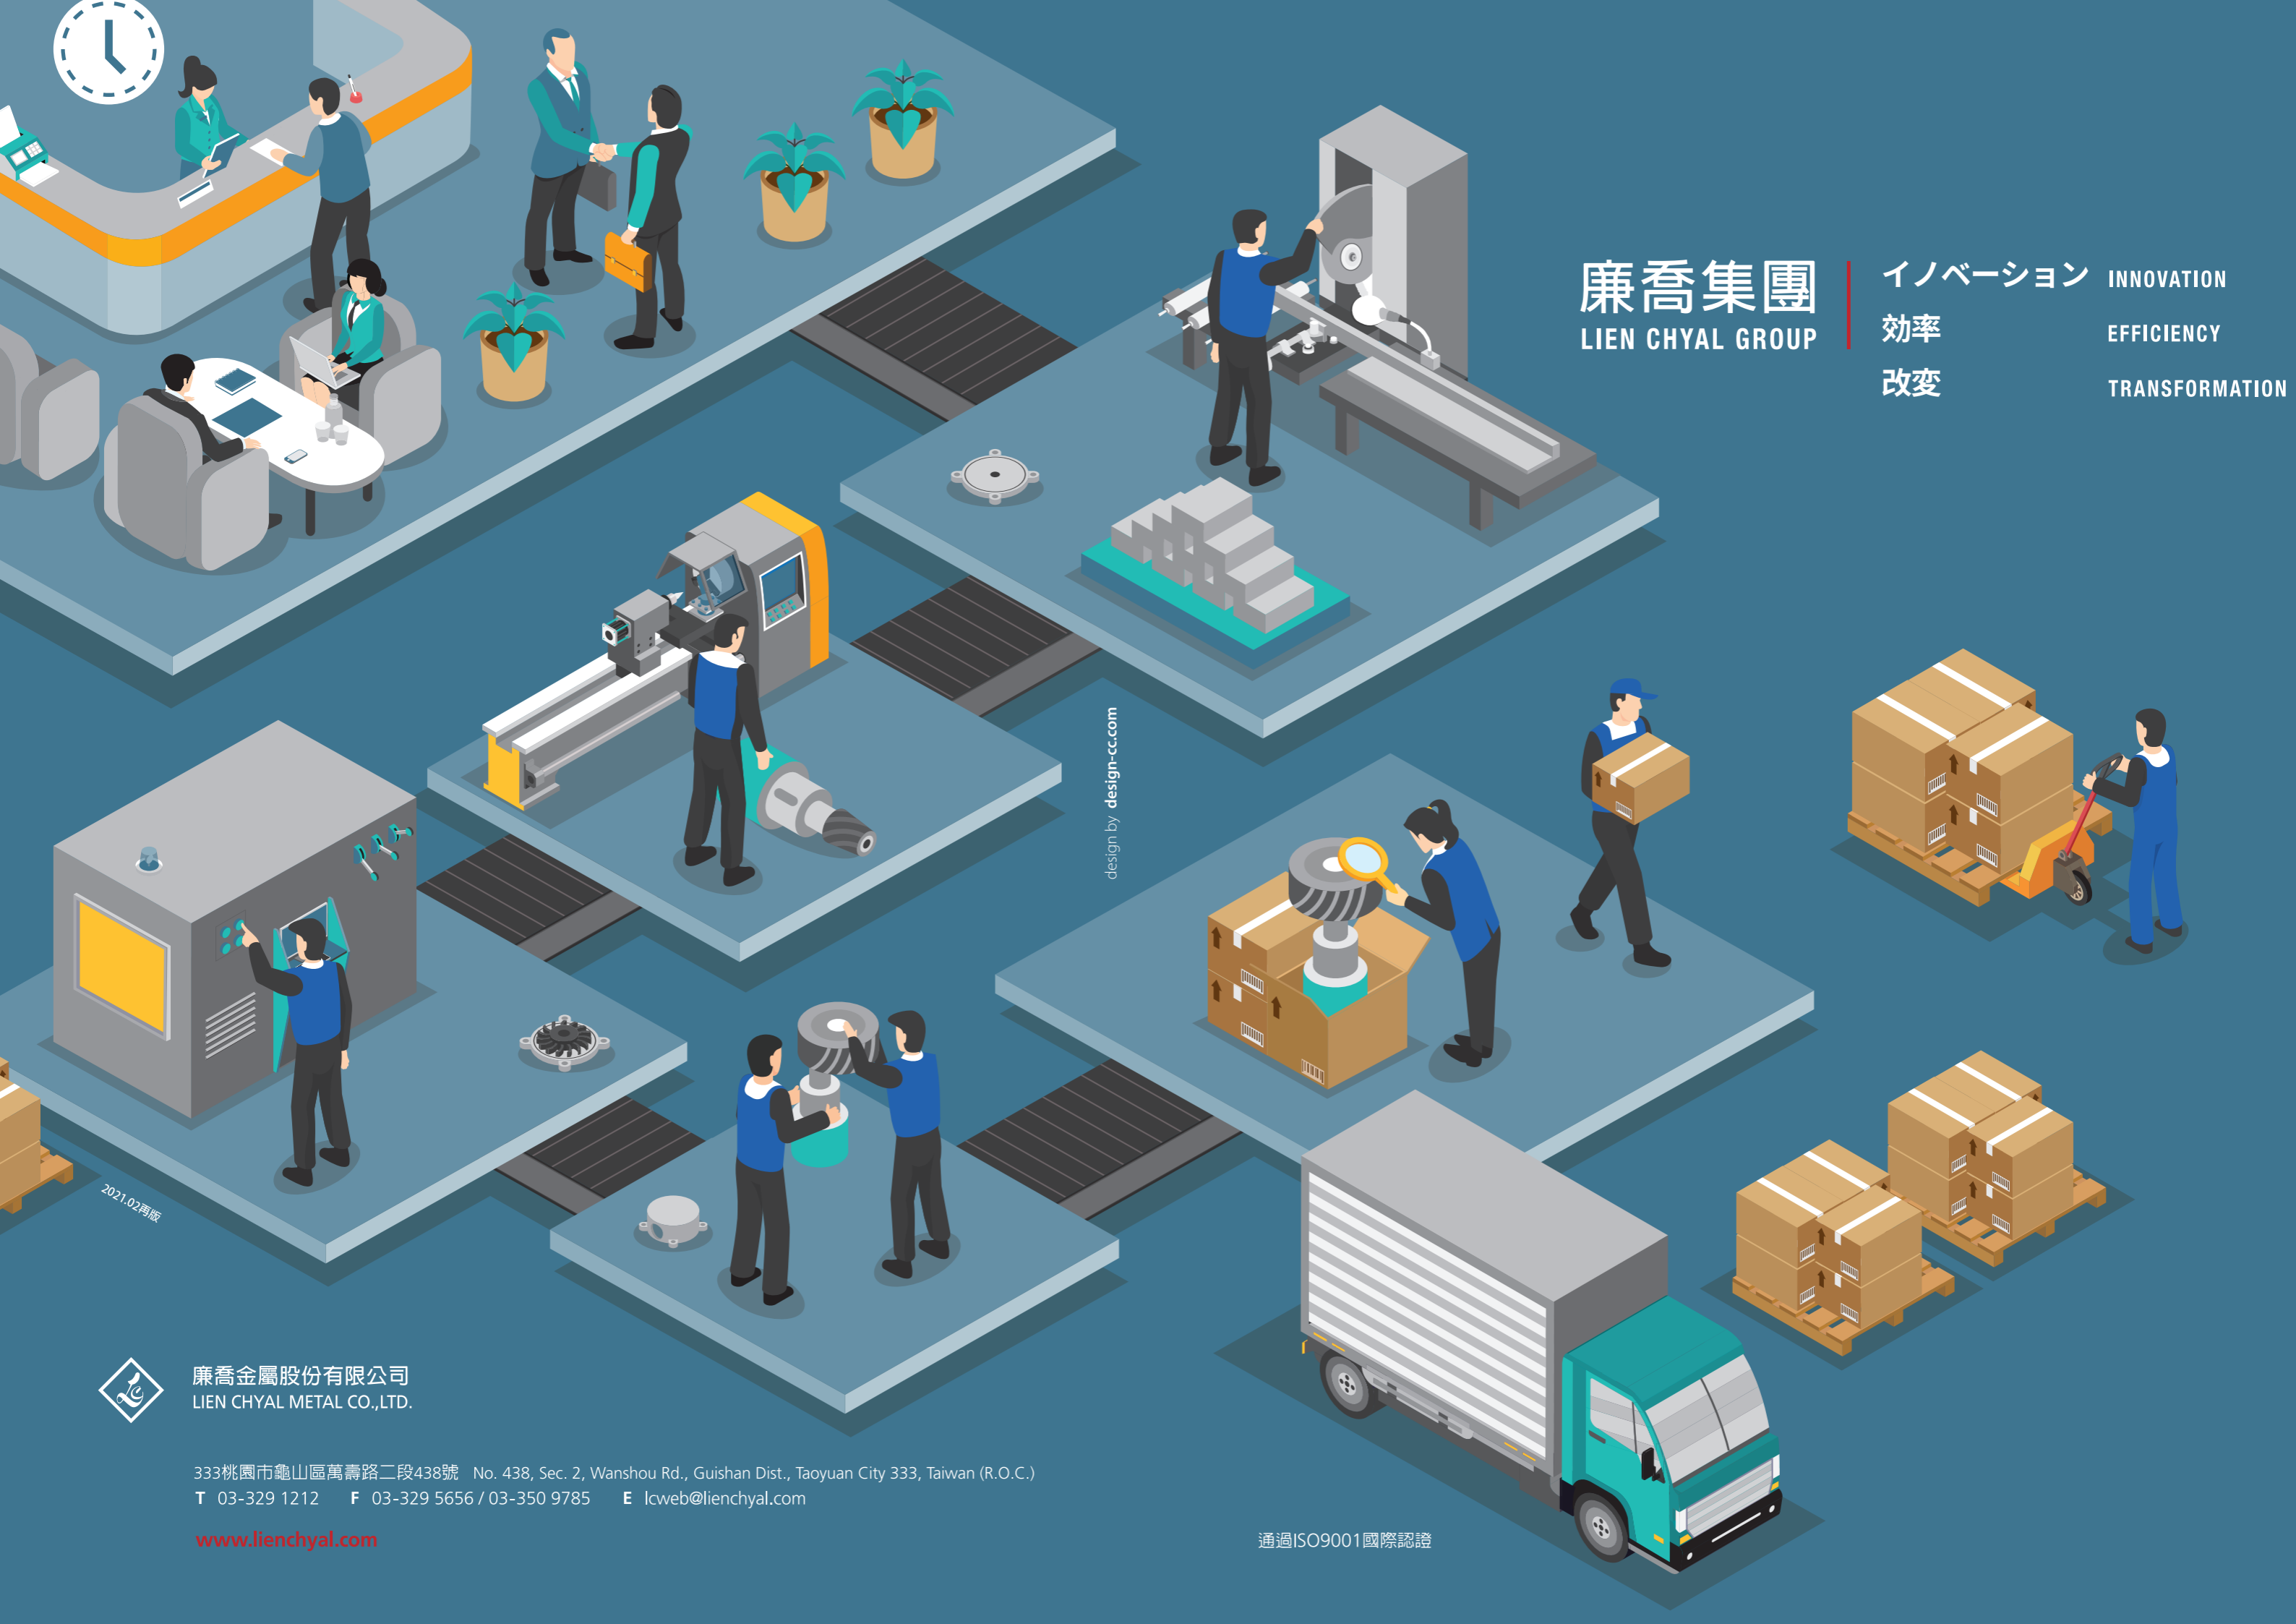 廉喬集團
LIEN CHYAL GROUP
イノベーション INNOVATION
効率 EFFICIENCY
改変 TRANSFORMATION
design by design-cc.com
2021.02再版
廉喬金屬股份有限公司
LIEN CHYAL METAL CO.,LTD.
333桃園市龜山區萬壽路二段438號 No. 438, Sec. 2, Wanshou Rd., Guishan Dist., Taoyuan City 333, Taiwan (R.O.C.)
T 03-329 1212 F 03-329 5656 / 03-350 9785 E lcweb@lienchyal.com
www.lienchyal.com
通過ISO9001國際認證